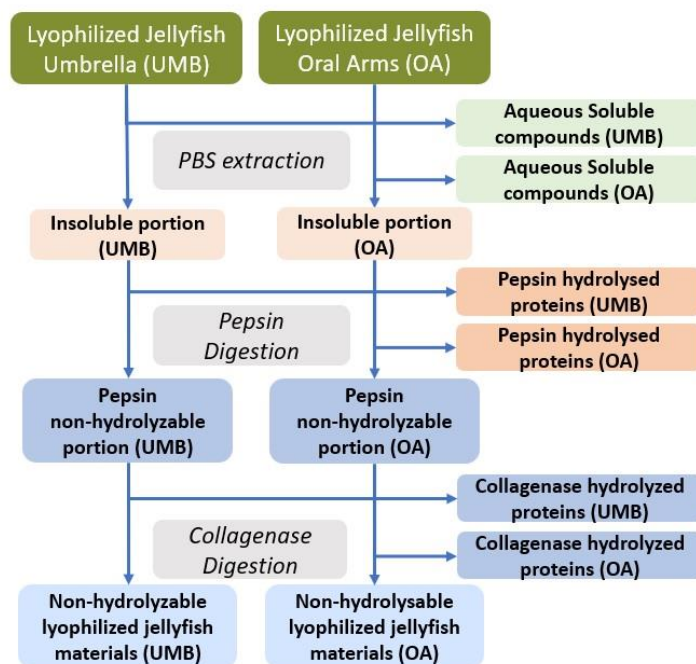 Lyophilized Jellyfish
Umbrella (UMB)
Lyophilized Jellyfish
Oral Arms (OA)
Aqueous Soluble
compounds (UMB)
PBS extraction
Aqueous Soluble
compounds (OA)
Insoluble portion
(UMB)
Insoluble portion
(OA)
Pepsin hydrolysed
proteins (UMB)
Pepsin
Digestion
Pepsin hydrolysed
proteins (OA)
Pepsin
non-hydrolyzable
portion (UMB)
Pepsin
non-hydrolyzable
portion (OA)
Collagenase hydrolyzed
proteins (UMB)
Collagenase
Digestion
Collagenase hydrolyzed
proteins (OA)
Non-hydrolyzable
lyophilized jellyfish
materials (UMB)
Non-hydrolysable
lyophilized jellyfish
materials (OA)